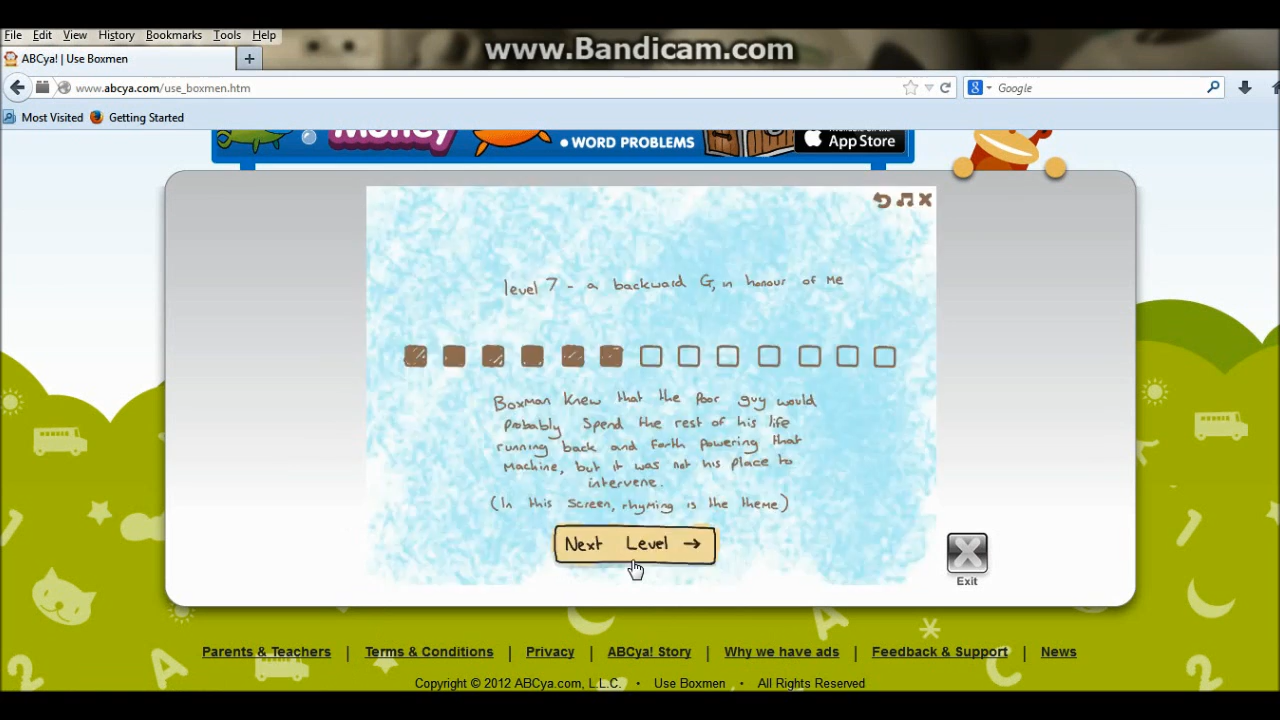 www.Bandicam.com
File Edit View History Bookmarks Tools Help
ABCya! | Use Boxmen
www.abcya.com/use_boxmen.htm
Google
Most Visited Getting Started
Money
• WORD PROBLEMS
App Store
level 7 - a backward G, in honour of me
Boxman knew that the poor guy would
probably spend the rest of his life
running back and forth powering that
machine, but it was not his place to
intervene.
(In this screen, rhyming is the theme)
Next Level →
Exit
Parents & Teachers | Terms & Conditions | Privacy | ABCya! Story | Why we have ads | Feedback & Support | News
Copyright © 2012 ABCya.com, L.L.C. • Use Boxmen • All Rights Reserved